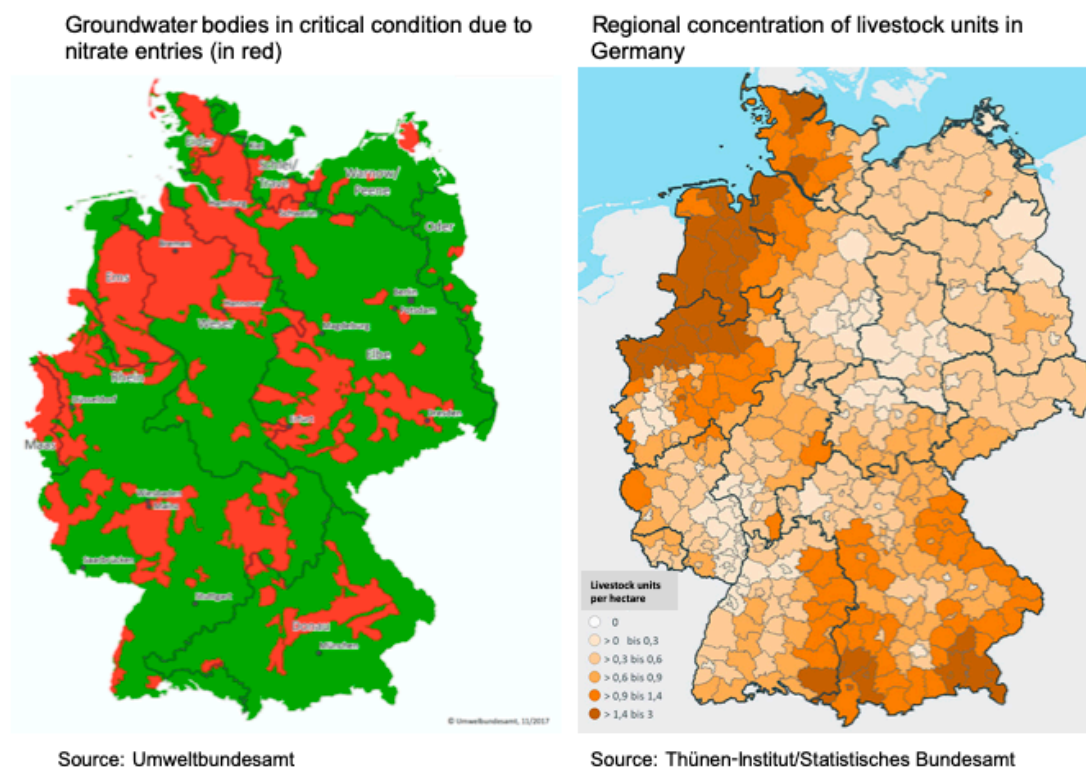 Groundwater bodies in critical condition due to
nitrate entries (in red)
Regional concentration of livestock units in
Germany
Eider
Kiel
Schlei/
Trave
Warnow/
Peene
Hamburg
Schwerin
Oder
Bremen
Ems
Hannover
Berlin
Potsdam
Weser
Magdeburg
Elbe
Rhein
Düsseldorf
Erfurt
Dresden
Maas
Wiesbaden
Mainz
Saarbrücken
Stuttgart
Donau
München
© Umweltbundesamt, 11/2017
Livestock units
per hectare
0
> 0 bis 0,3
> 0,3 bis 0,6
> 0,6 bis 0,9
> 0,9 bis 1,4
> 1,4 bis 3
Source: Umweltbundesamt
Source: Thünen-Institut/Statistisches Bundesamt